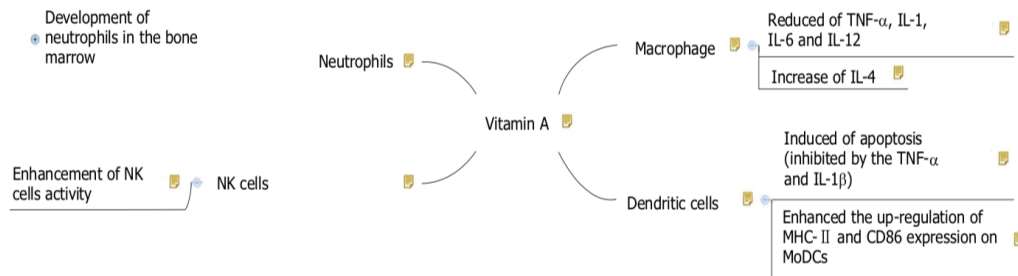 Development of
neutrophils in the bone
marrow
Neutrophils
Enhancement of NK
cells activity
NK cells
Vitamin A
Macrophage
Reduced of TNF-α, IL-1,
IL-6 and IL-12
Increase of IL-4
Dendritic cells
Induced of apoptosis
(inhibited by the TNF-α
and IL-1β)
Enhanced the up-regulation of
MHC-Ⅱ and CD86 expression on
MoDCs